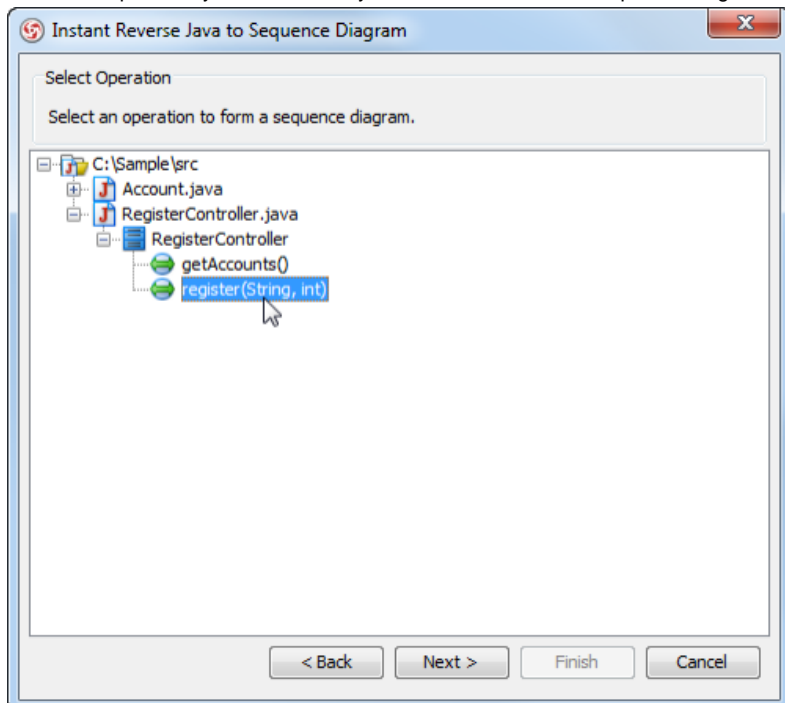 Instant Reverse Java to Sequence Diagram
X
Select Operation
Select an operation to form a sequence diagram.
C:\Sample\src
Account.java
RegisterController.java
RegisterController
getAccounts()
register(String, int)
< Back Next > Finish Cancel